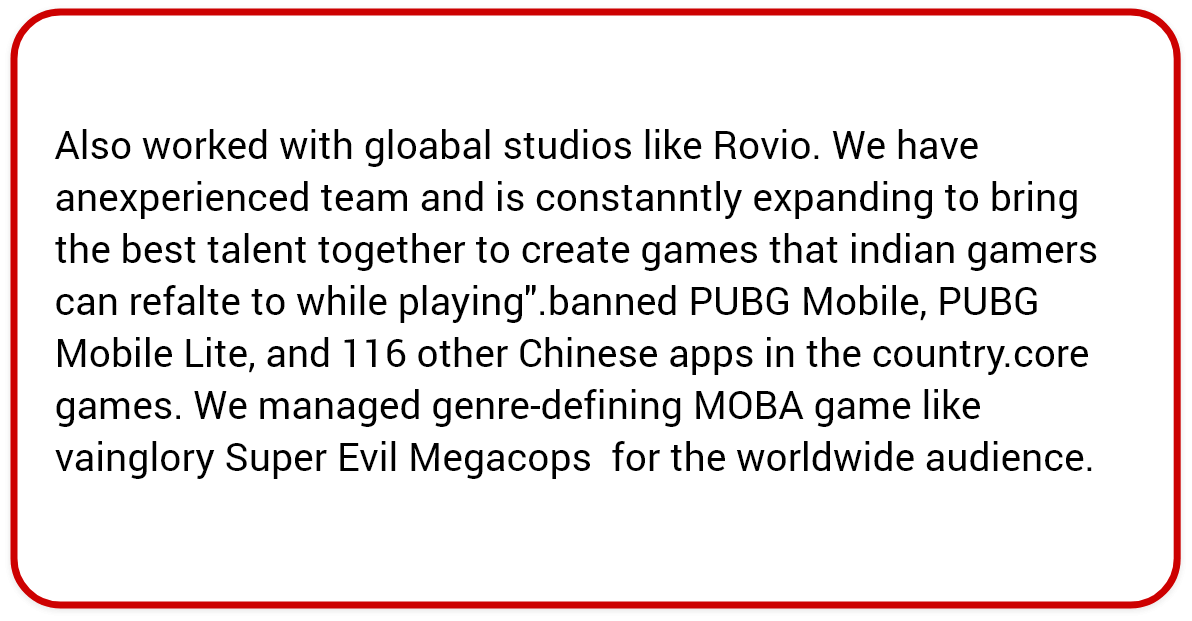 Also worked with gloabal studios like Rovio. We have
anexperienced team and is constanntly expanding to bring
the best talent together to create games that indian gamers
can refalte to while playing".banned PUBG Mobile, PUBG
Mobile Lite, and 116 other Chinese apps in the country.core
games. We managed genre-defining MOBA game like
vainglory Super Evil Megacops  for the worldwide audience.